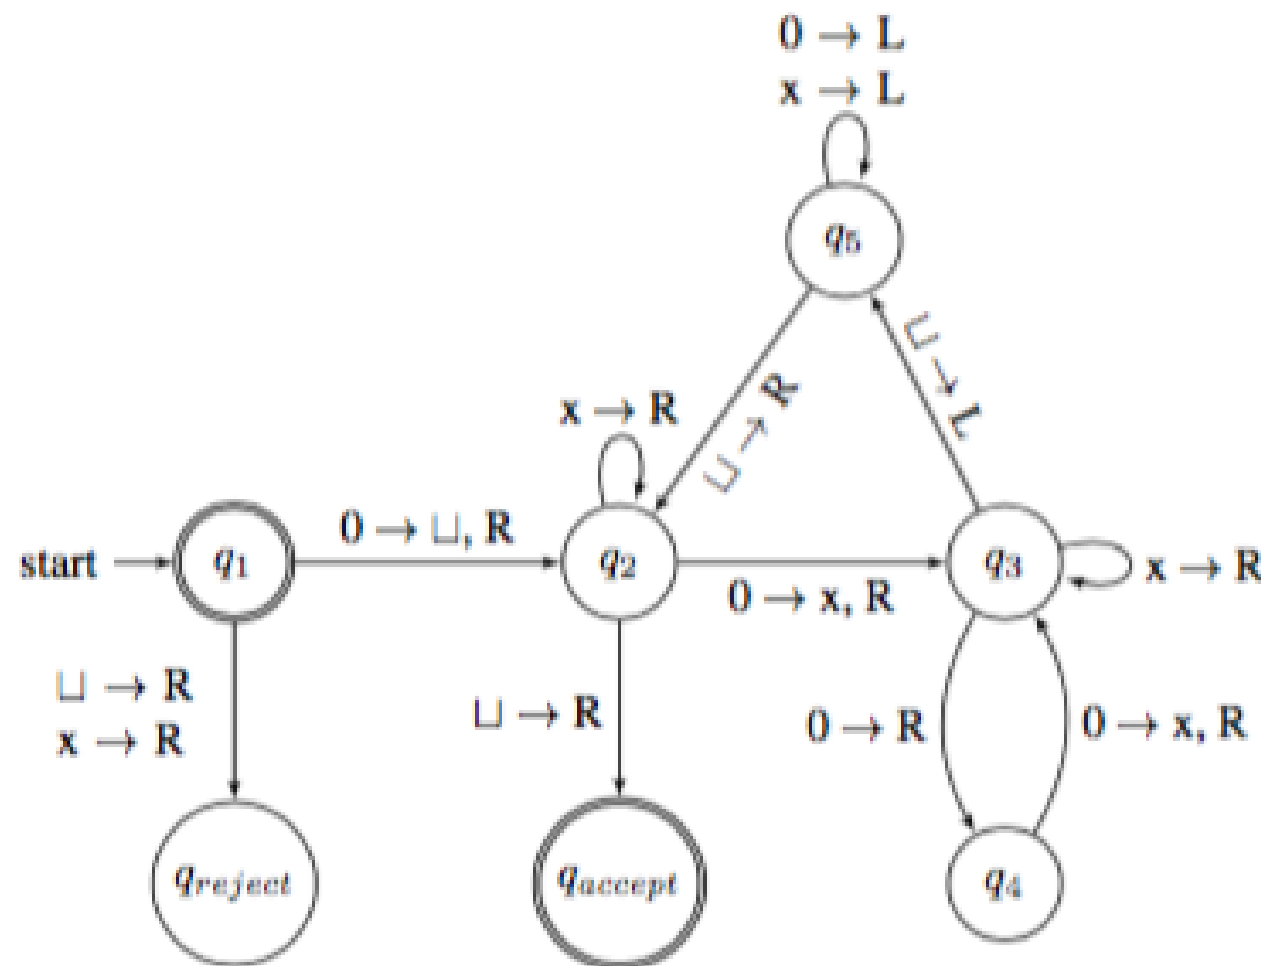 0 → L
x → L
q5
⊔ → R
⊔ → L
x → R
start
q1
0 → ⊔, R
q2
0 → x, R
q3
x → R
⊔ → R
x → R
⊔ → R
0 → R
0 → x, R
qreject
qaccept
q4